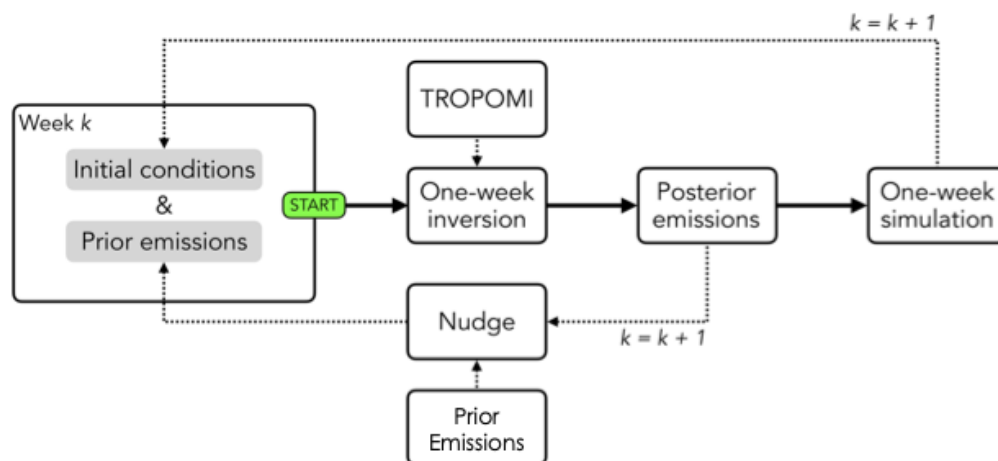 k = k + 1
TROPOMI
Week k
Initial conditions
&
Prior emissions
START
One-week
inversion
Posterior
emissions
One-week
simulation
Nudge
k = k + 1
Prior
Emissions